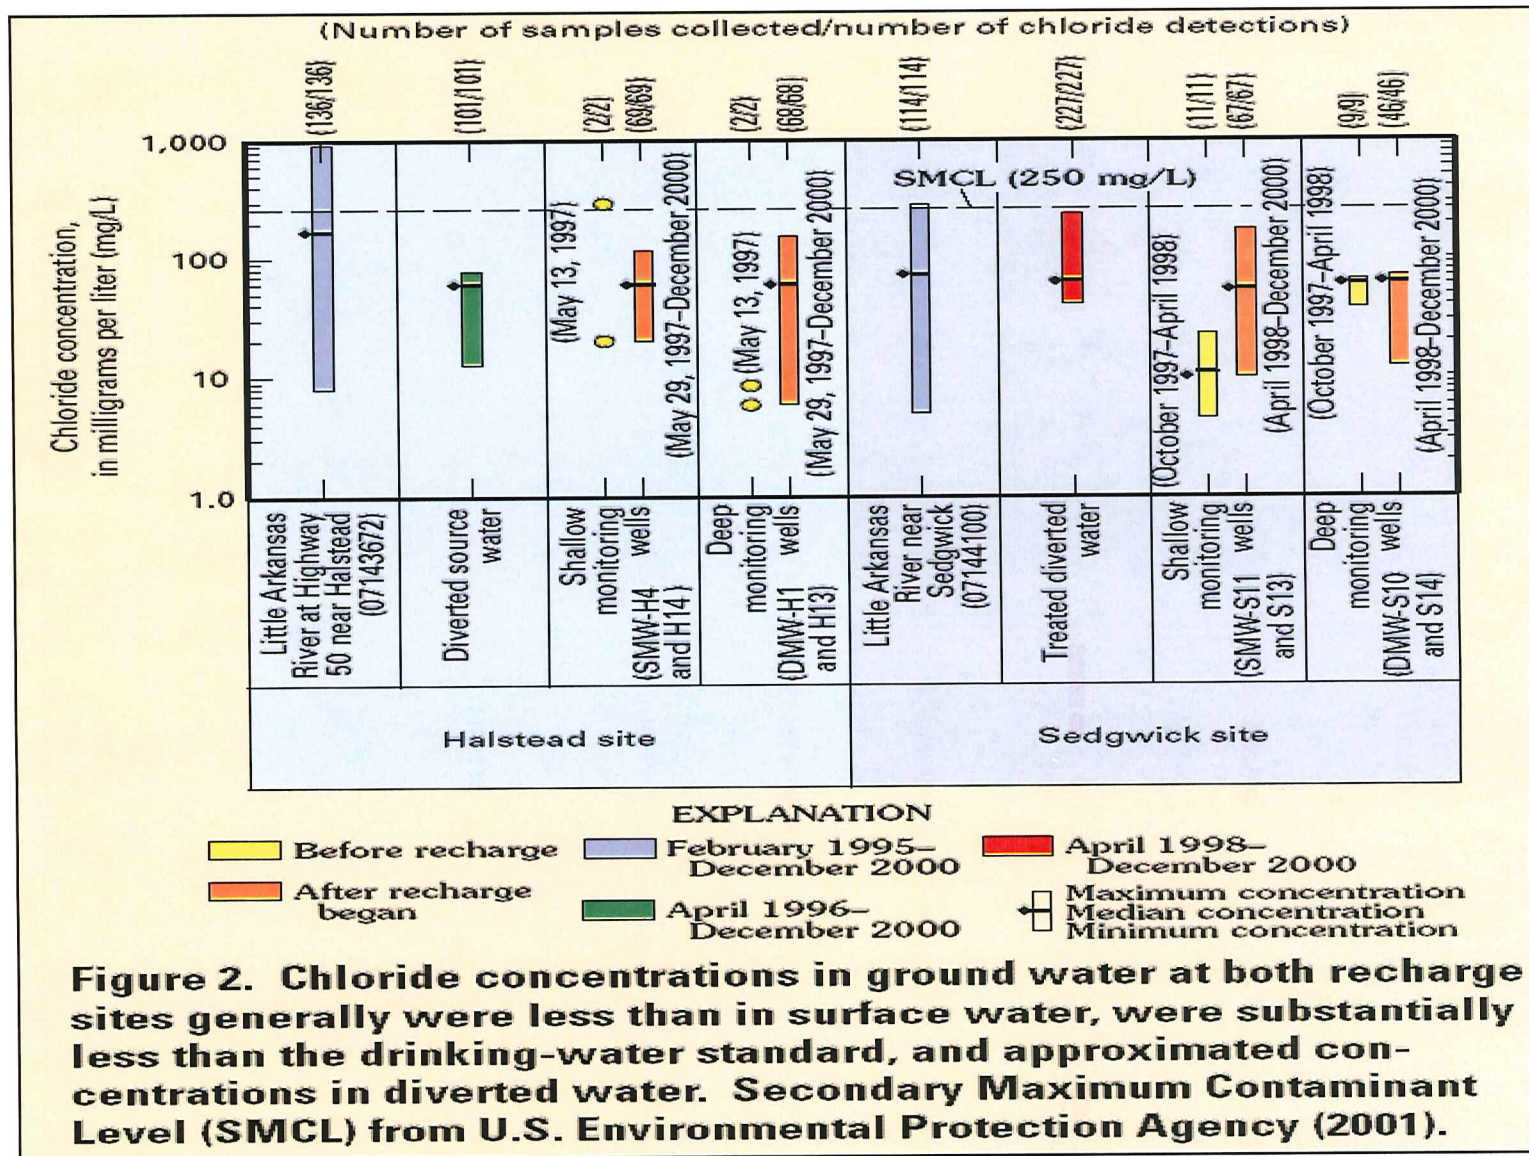 (Number of samples collected/number of chloride detections)
(136/136)
(101/101)
(2/2)
(69/69)
(2/2)
(68/68)
(114/114)
(227/227)
(11/11)
(67/67)
(9/9)
(46/46)
Chloride concentration,
in milligrams per liter (mg/L)
1,000
100
10
1.0
SMCL (250 mg/L)
(May 13, 1997)
(May 29, 1997–December 2000)
(May 13, 1997)
(May 29, 1997–December 2000)
(October 1997–April 1998)
(April 1998–December 2000)
(October 1997–April 1998)
(April 1998–December 2000)
Little Arkansas
River at Highway
50 near Halstead
(07143672)
Diverted source
water
Shallow
monitoring
wells
(SMW-H4
and H14 )
Deep
monitoring
wells
(DMW-H1
and H13)
Little Arkansas
River near
Sedgwick
(07144100)
Treated diverted
water
Shallow
monitoring
wells
(SMW-S11
and S13)
Deep
monitoring
wells
(DMW-S10
and S14)
Halstead site
Sedgwick site
EXPLANATION
Before recharge
After recharge
began
February 1995–
December 2000
April 1996–
December 2000
April 1998–
December 2000
Maximum concentration
Median concentration
Minimum concentration
Figure 2. Chloride concentrations in ground water at both recharge
sites generally were less than in surface water, were substantially
less than the drinking-water standard, and approximated con-
centrations in diverted water. Secondary Maximum Contaminant
Level (SMCL) from U.S. Environmental Protection Agency (2001).